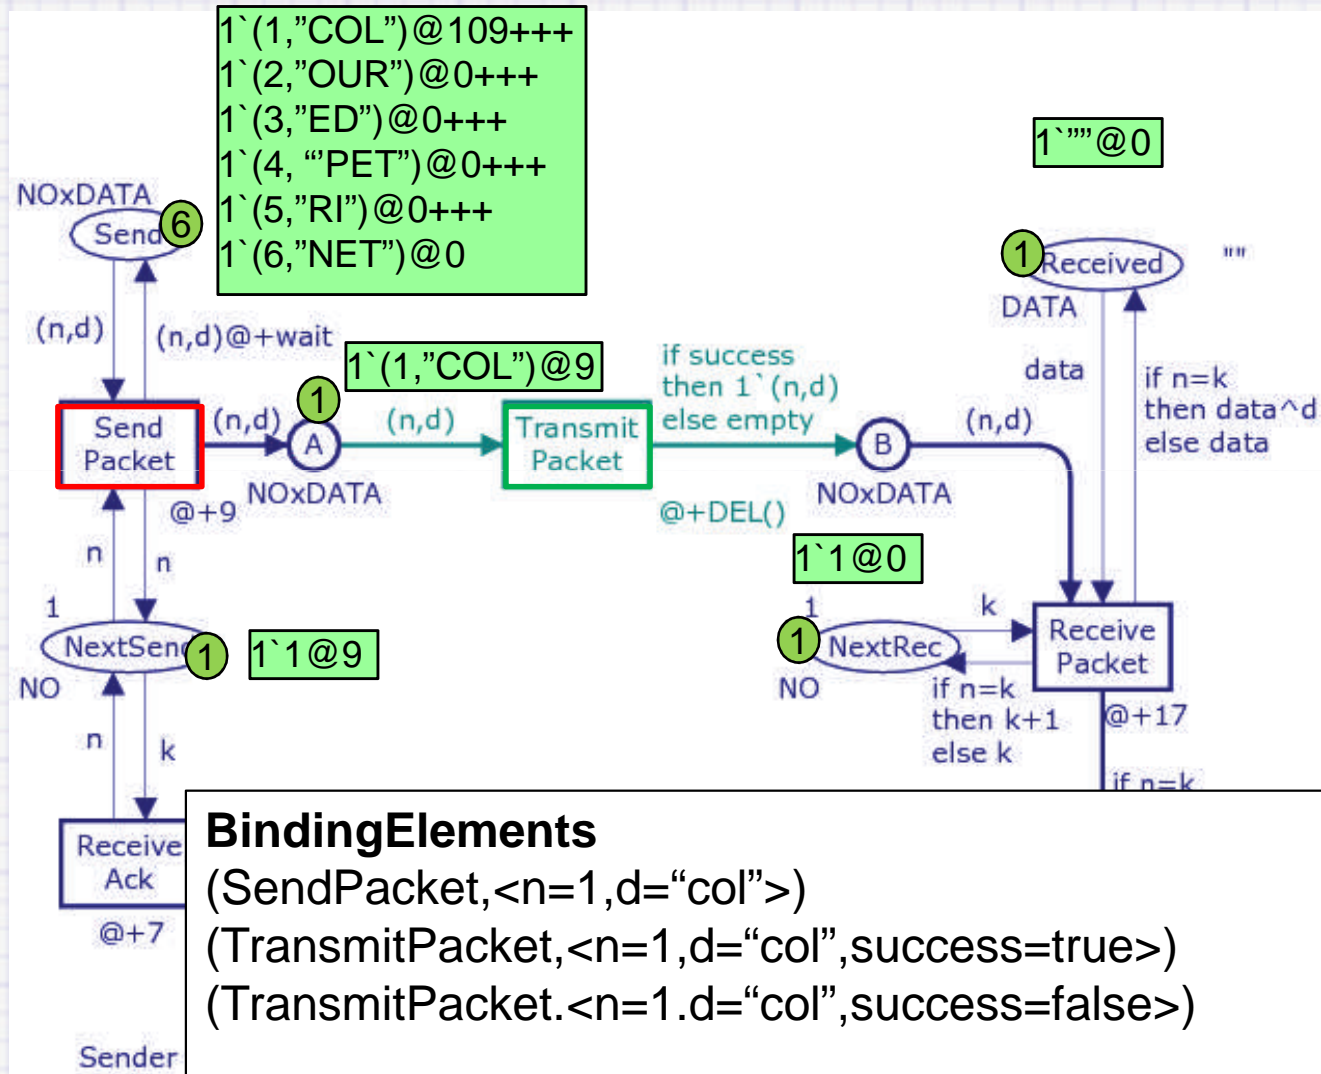 1`(1,”COL”)@109+++
1`(2,”OUR”)@0+++
1`(3,”ED”)@0+++
1`(4, “’PET”)@0+++
1`(5,”RI”)@0+++
1`(6,”NET”)@0
1`””@0
NOxDATA
Send
6
1
Received
""
DATA
(n,d)
(n,d)@+wait
1`(1,”COL”)@9
if success
then 1`(n,d)
else empty
data
if n=k
then data^d
else data
1
Send
Packet
(n,d)
A
(n,d)
Transmit
Packet
B
(n,d)
@+9
NOxDATA
@+DEL()
NOxDATA
n
n
1`1@0
1
NextSend
1
1`1@9
NO
1
1
NextRec
NO
k
Receive
Packet
if n=k
then k+1
else k
@+17
n
k
if n=k
Receive
Ack
@+7
BindingElements
(SendPacket,<n=1,d=“col”>)
(TransmitPacket,<n=1,d=“col”,success=true>)
(TransmitPacket.<n=1.d=“col”,success=false>)
Sender